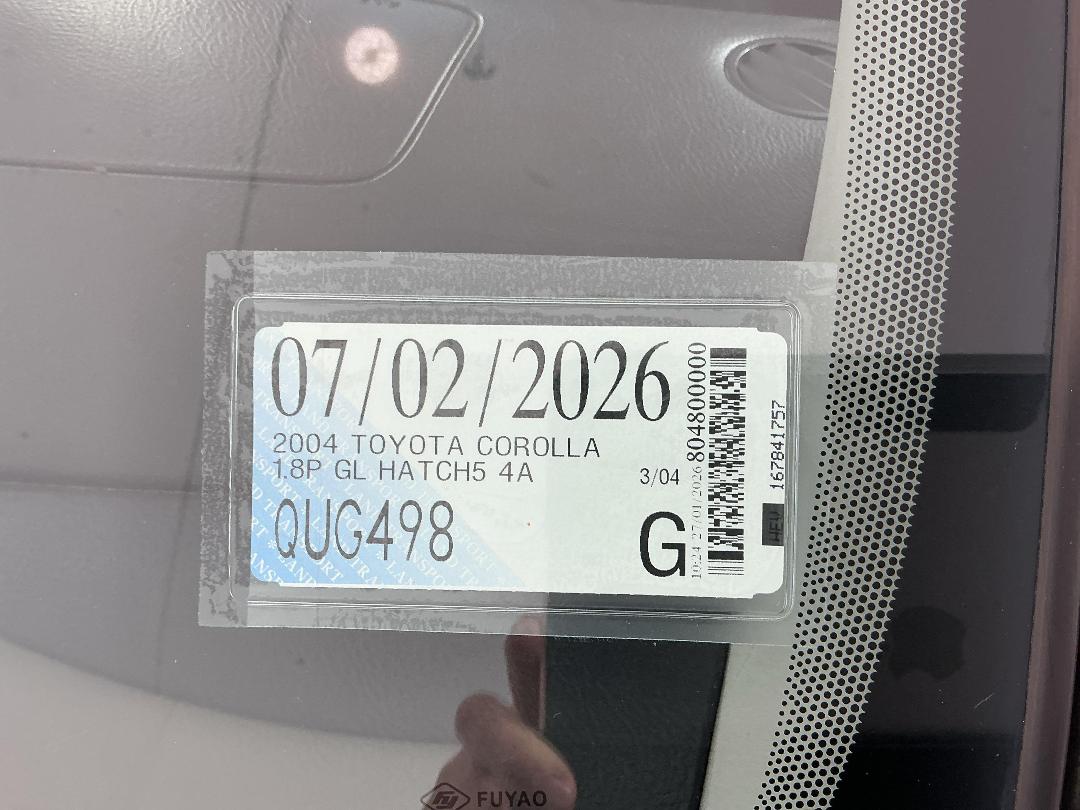 07/02/2026
2004 TOYOTA COROLLA
1.8P GL HATCH5 4A
3/04
QUG498
G
10:24 27/01/2026 804800000
167841757
FUYAO